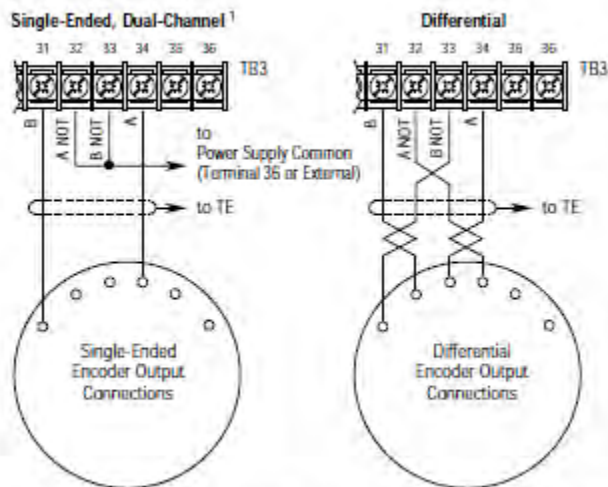 Single-Ended, Dual-Channel 1
31 32 33 34 35 36
TB3
B
A NOT
B NOT
A
to
Power Supply Common
(Terminal 36 or External)
to TE
Single-Ended
Encoder Output
Connections
Differential
31 32 33 34 35 36
TB3
B
A NOT
B NOT
A
to TE
Differential
Encoder Output
Connections